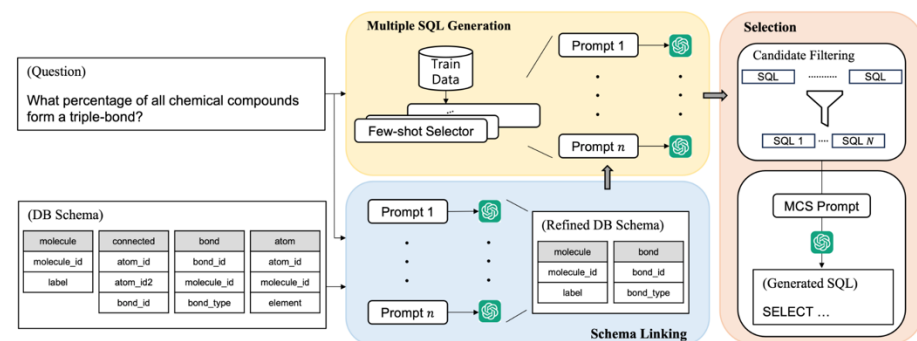 Multiple SQL Generation
Train
Data
...
Few-shot Selector
Prompt 1
Prompt n
Selection
Candidate Filtering
SQL ........... SQL
SQL 1 .... SQL N
MCS Prompt
(Generated SQL)
SELECT ...
(Question)
What percentage of all chemical compounds
form a triple-bond?
(DB Schema)
molecule connected bond atom
molecule_id atom_id bond_id atom_id
label atom_id2 molecule_id molecule_id
bond_id bond_type element
Prompt 1
Prompt n
(Refined DB Schema)
molecule bond
molecule_id bond_id
label bond_type
Schema Linking